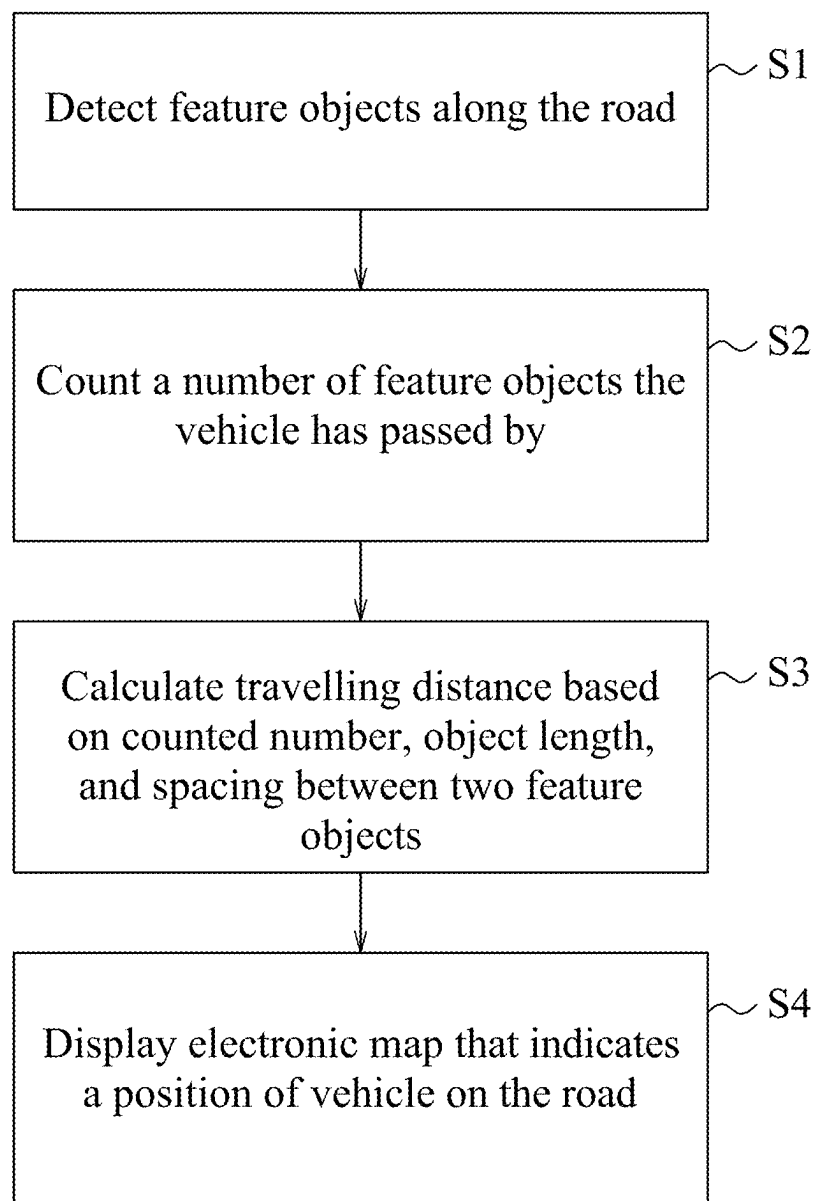 Detect feature objects along the road
S1
Count a number of feature objects the
vehicle has passed by
S2
Calculate travelling distance based
on counted number, object length,
and spacing between two feature
objects
S3
Display electronic map that indicates
a position of vehicle on the road
S4